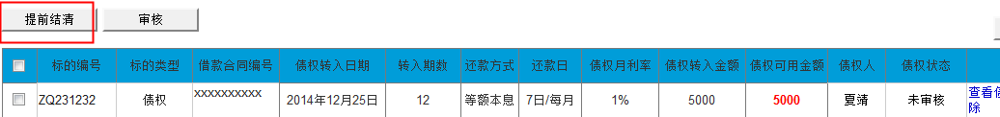 提前结清 审核
标的编号 标的类型 借款合同编号 债权转入日期 转入期数 还款方式 还款日 债权月利率 债权转入金额 债权可用金额 债权人 债权状态
ZQ231232 债权 XXXXXXXXXX 2014年12月25日 12 等额本息 7日/每月 1% 5000 5000 夏靖 未审核 查看
除